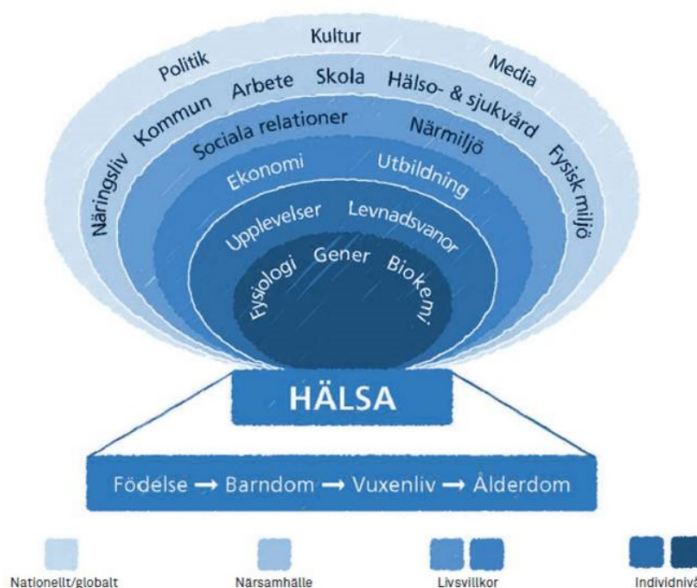 Politik Kultur Media
Näringsliv Kommun Arbete Skola Hälso- & sjukvård Fysisk miljö
Sociala relationer Närmiljö
Ekonomi Utbildning
Upplevelser Levnadsvanor
Fysiologi Gener Biokemi
HÄLSA
Födelse → Barndom → Vuxenliv → Ålderdom
Nationellt/globalt Närsamhälle Livsvillkor